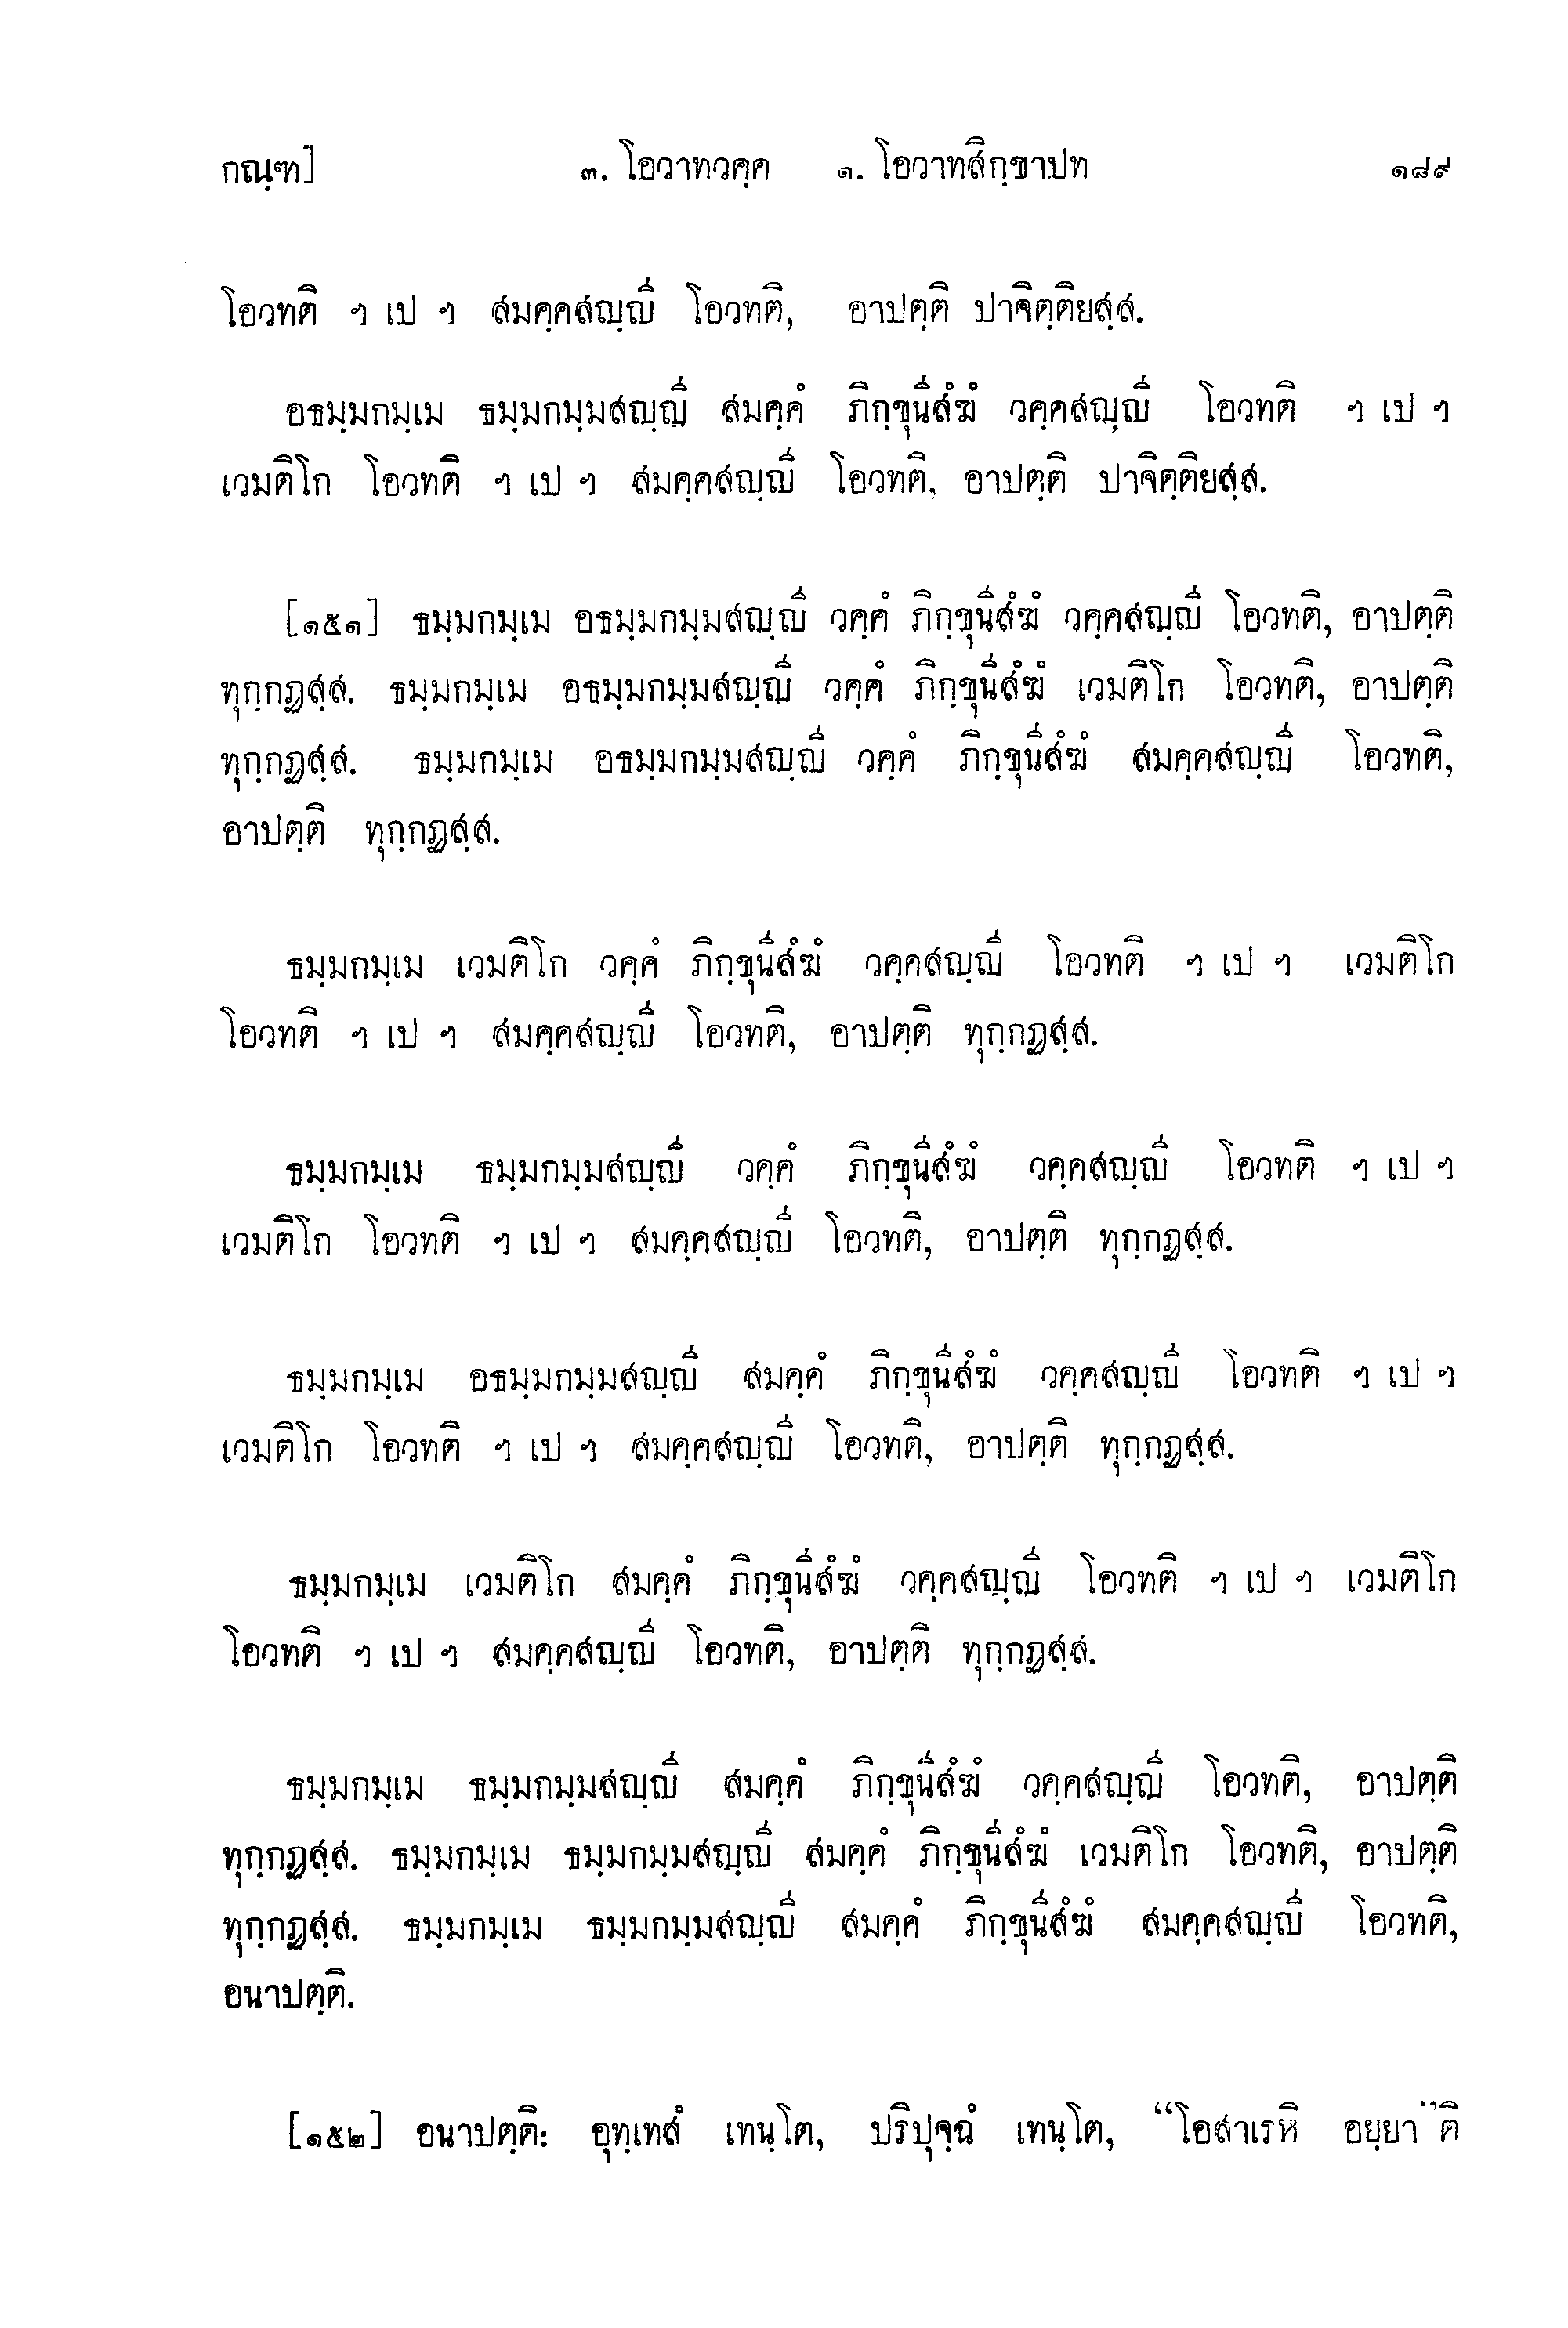 กณฺฑ] ๓. โอวาทวคฺค ๑. โอวาทสิกฺขาปท ๑๘๙
โอวทติ ฯ เป ฯ สมคฺคสญฺญี โอวทติ, อาปตฺติ ปาจิตฺติยสฺส.
อธมฺมกมฺเม ธมฺมกมฺมสญฺญี สมคฺคํ ภิกฺขุนีสํฆํ วคฺคสญฺญี โอวทติ ฯ เป ฯ
เวมติโก โอวทติ ฯ เป ฯ สมคฺคสญฺญี โอวทติ, อาปตฺติ ปาจิตฺติยสฺส.
[๑๕๑] ธมฺมกมฺเม อธมฺมกมฺมสญฺญี วคฺคํ ภิกฺขุนีสํฆํ วคฺคสญฺญี โอวทติ, อาปตฺติ
ทุกฺกฏสฺส. ธมฺมกมฺเม อธมฺมกมฺมสญฺญี วคฺคํ ภิกฺขุนีสํฆํ เวมติโก โอวทติ, อาปตฺติ
ทุกฺกฏสฺส. ธมฺมกมฺเม อธมฺมกมฺมสญฺญี วคฺคํ ภิกฺขุนีสํฆํ สมคฺคสญฺญี โอวทติ,
อาปตฺติ ทุกฺกฏสฺส.
ธมฺมกมฺเม เวมติโก วคฺคํ ภิกฺขุนีสํฆํ วคฺคสญฺญี โอวทติ ฯ เป ฯ เวมติโก
โอวทติ ฯ เป ฯ สมคฺคสญฺญี โอวทติ, อาปตฺติ ทุกฺกฏสฺส.
ธมฺมกมฺเม ธมฺมกมฺมสญฺญี วคฺคํ ภิกฺขุนีสํฆํ วคฺคสญฺญี โอวทติ ฯ เป ฯ
เวมติโก โอวทติ ฯ เป ฯ สมคฺคสญฺญี โอวทติ, อาปตฺติ ทุกฺกฏสฺส.
ธมฺมกมฺเม อธมฺมกมฺมสญฺญี สมคฺคํ ภิกฺขุนีสํฆํ วคฺคสญฺญี โอวทติ ฯ เป ฯ
เวมติโก โอวทติ ฯ เป ฯ สมคฺคสญฺญี โอวทติ, อาปตฺติ ทุกฺกฏสฺส.
ธมฺมกมฺเม เวมติโก สมคฺคํ ภิกฺขุนีสํฆํ วคฺคสญฺญี โอวทติ ฯ เป ฯ เวมติโก
โอวทติ ฯ เป ฯ สมคฺคสญฺญี โอวทติ, อาปตฺติ ทุกฺกฏสฺส.
ธมฺมกมฺเม ธมฺมกมฺมสญฺญี สมคฺคํ ภิกฺขุนีสํฆํ วคฺคสญฺญี โอวทติ, อาปตฺติ
ทุกฺกฏสฺส. ธมฺมกมฺเม ธมฺมกมฺมสญฺญี สมคฺคํ ภิกฺขุนีสํฆํ เวมติโก โอวทติ, อาปตฺติ
ทุกฺกฏสฺส. ธมฺมกมฺเม ธมฺมกมฺมสญฺญี สมคฺคํ ภิกฺขุนีสํฆํ สมคฺคสญฺญี โอวทติ,
อนาปตฺติ.
[๑๕๒] อนาปตฺติ: อุทฺเทสํ เทนฺโต, ปริปุจฺฉํ เทนฺโต, “โอสาเรหิ อยฺยา”ติ